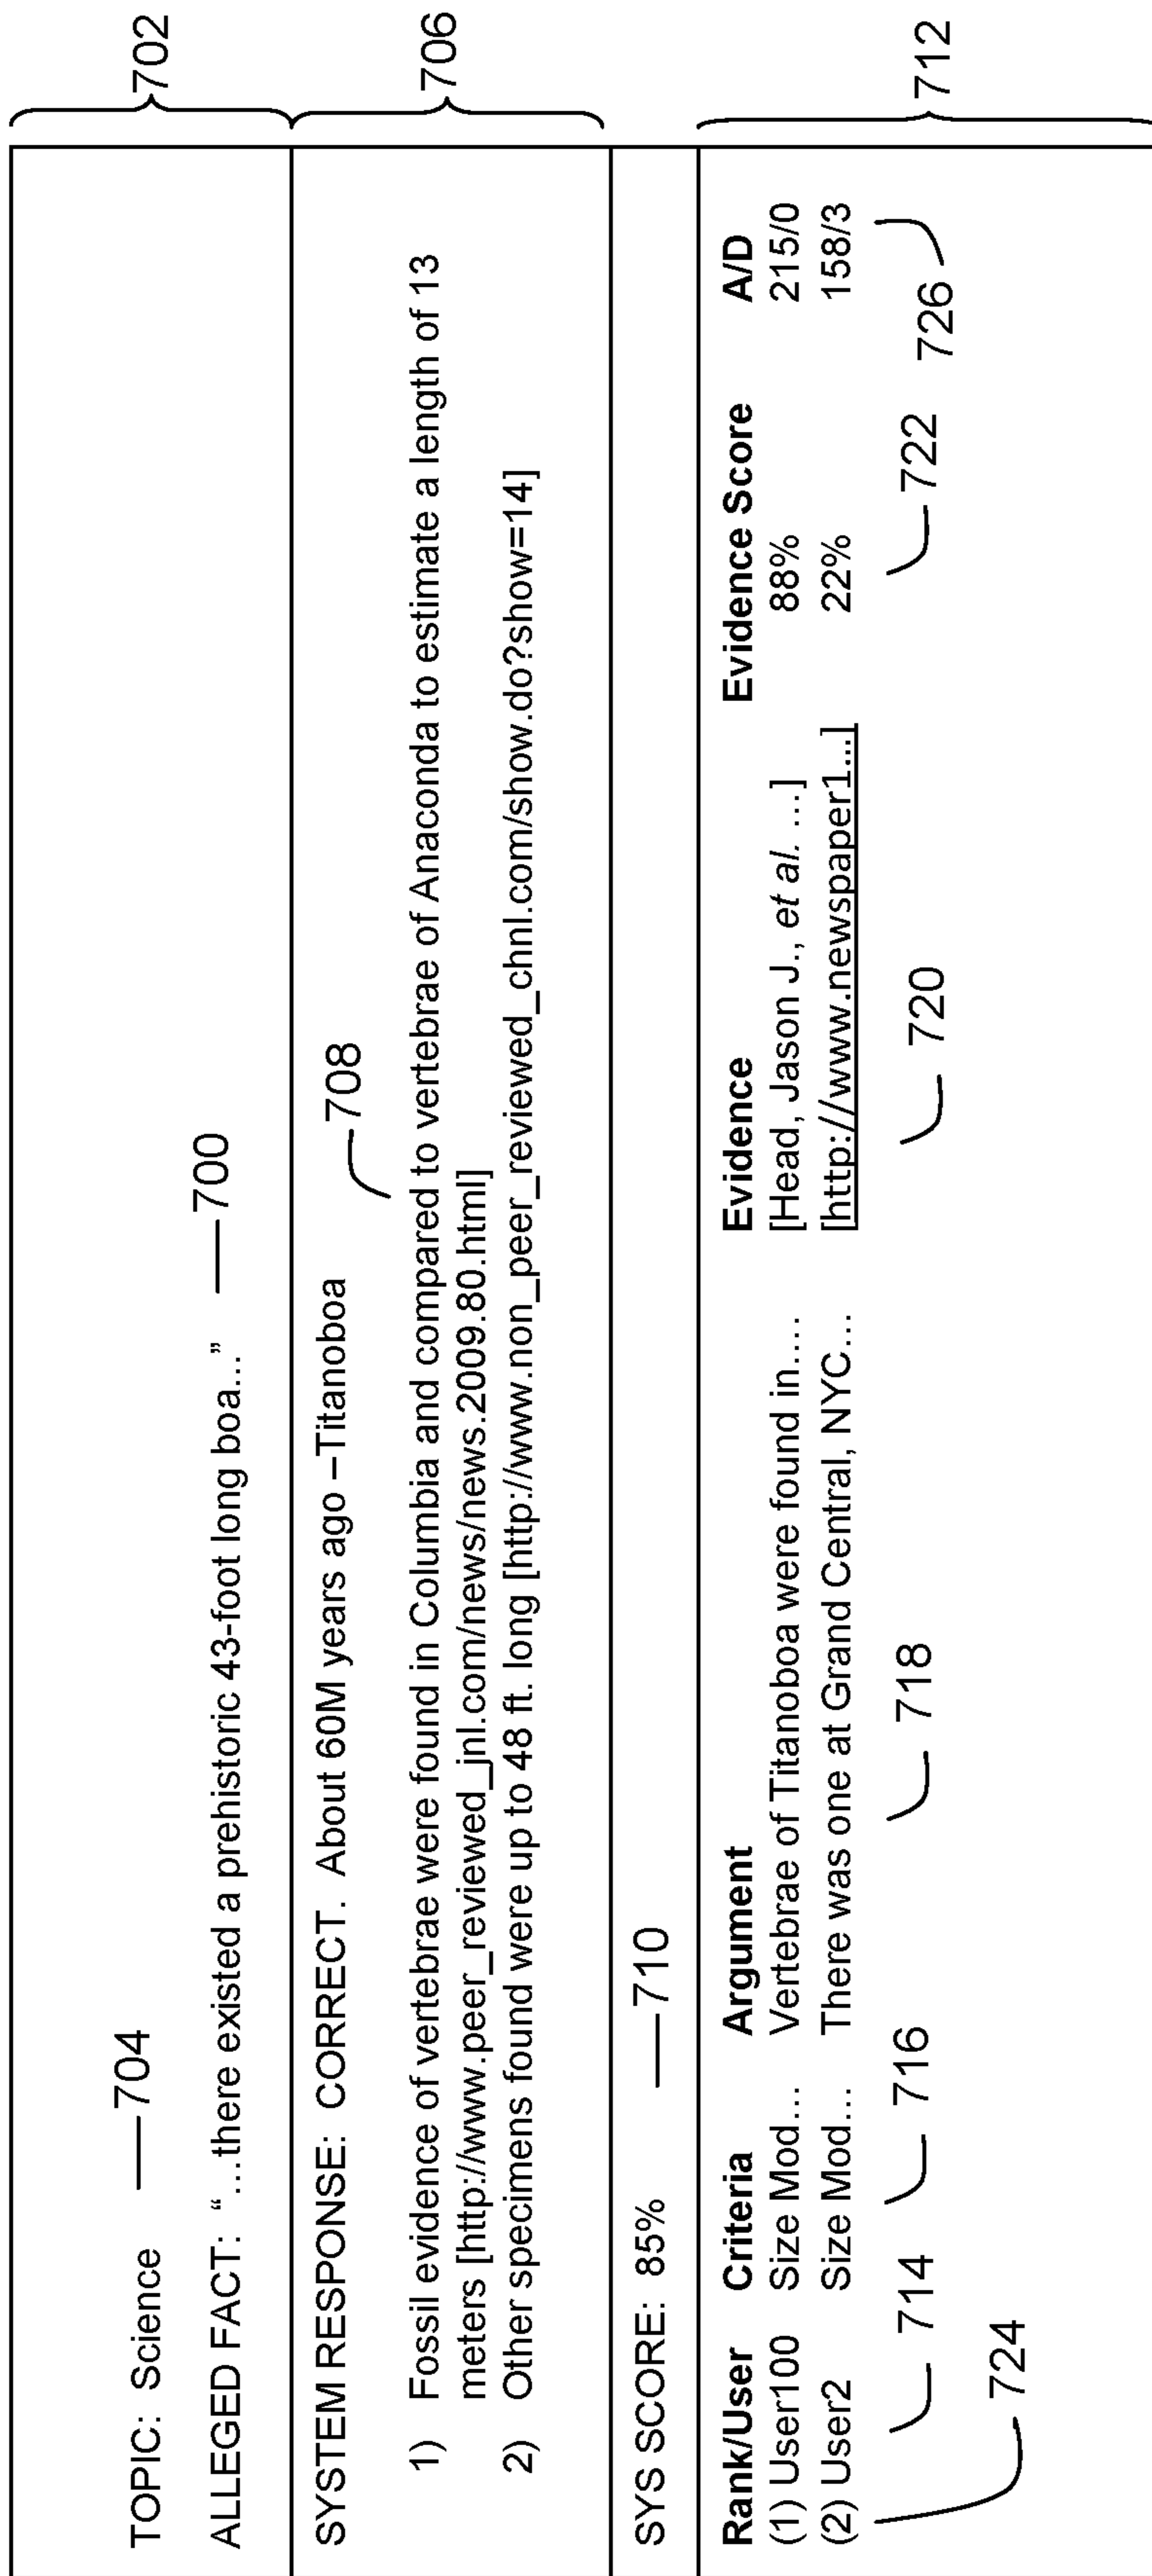 TOPIC: Science 704
ALLEGED FACT: “...there existed a prehistoric 43-foot long boa...” 700
702
SYSTEM RESPONSE: CORRECT. About 60M years ago –Titanoboa
708
1) Fossil evidence of vertebrae were found in Columbia and compared to vertebrae of Anaconda to estimate a length of 13
meters [http://www.peer_reviewed_jnl.com/news/news.2009.80.html]
2) Other specimens found were up to 48 ft. long [http://www.non_peer_reviewed_chnl.com/show.do?show=14]
706
SYS SCORE: 85% 710
Rank/User Criteria Argument Evidence Evidence Score A/D
(1) User100 Size Mod... Vertebrae of Titanoboa were found in.... [Head, Jason J., et al. ...] 88% 215/0
(2) User2 Size Mod... There was one at Grand Central, NYC... [http://www.newspaper1...] 22% 158/3
714 716 718 720 722 726
724
712